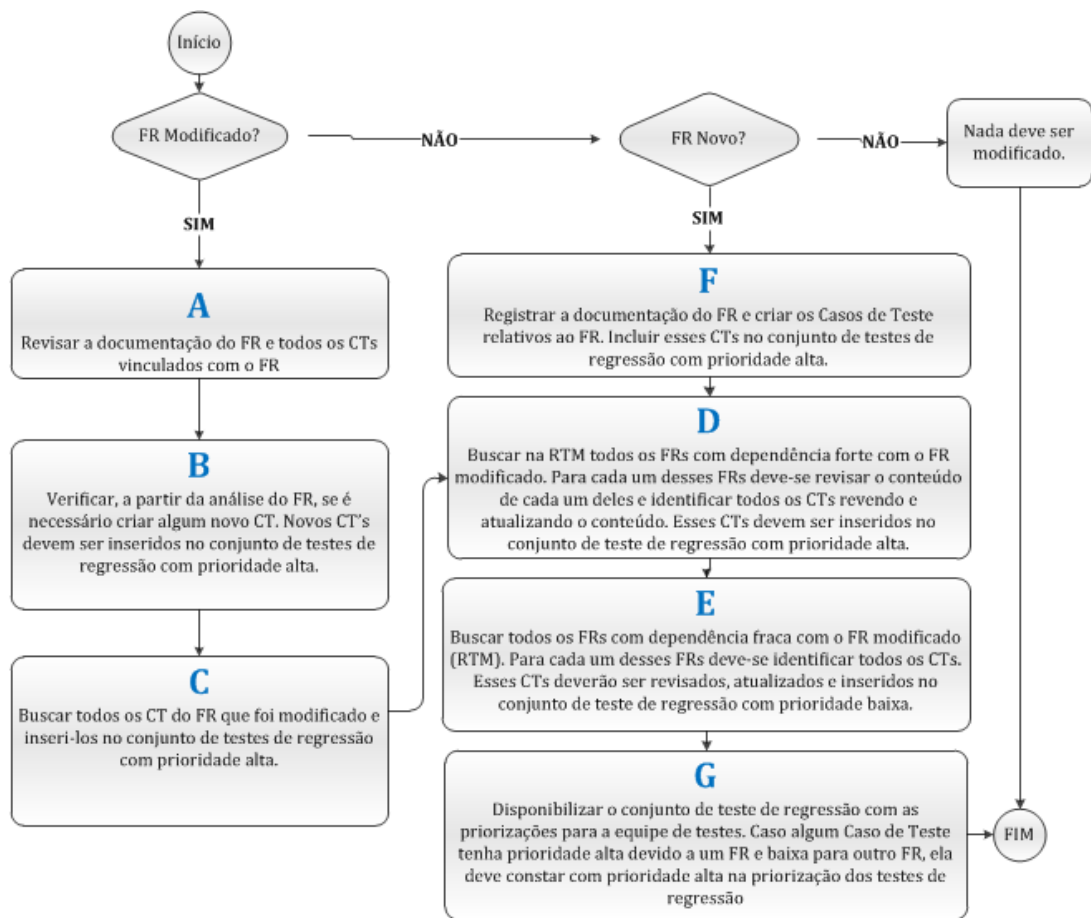 Início
FR Modificado?
NÃO
FR Novo?
NÃO
Nada deve ser
modificado.
SIM
SIM
A
Revisar a documentação do FR e todos os CTs
vinculados com o FR
B
Verificar, a partir da análise do FR, se é
necessário criar algum novo CT. Novos CT's
devem ser inseridos no conjunto de testes de
regressão com prioridade alta.
C
Buscar todos os CT do FR que foi modificado e
inseri-los no conjunto de testes de regressão
com prioridade alta.
F
Registrar a documentação do FR e criar os Casos de Teste
relativos ao FR. Incluir esses CTs no conjunto de testes de
regressão com prioridade alta.
D
Buscar na RTM todos os FRs com dependência forte com o FR
modificado. Para cada um desses FRs deve-se revisar o conteúdo
de cada um deles e identificar todos os CTs revendo e
atualizando o conteúdo. Esses CTs devem ser inseridos no
conjunto de teste de regressão com prioridade alta.
E
Buscar todos os FRs com dependência fraca com o FR modificado
(RTM). Para cada um desses FRs deve-se identificar todos os CTs.
Esses CTs deverão ser revisados, atualizados e inseridos no
conjunto de teste de regressão com prioridade baixa.
G
Disponibilizar o conjunto de teste de regressão com as
priorizações para a equipe de testes. Caso algum Caso de Teste
tenha prioridade alta devido a um FR e baixa para outro FR, ela
deve constar com prioridade alta na priorização dos testes de
regressão
FIM